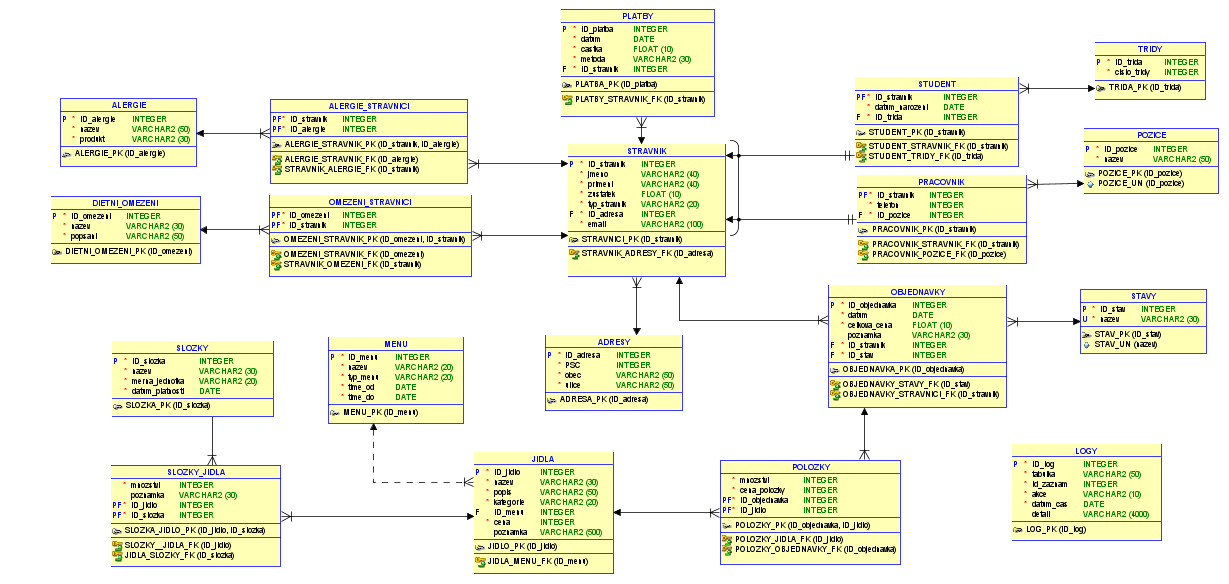 PLATBY
P * ID_platba INTEGER
* datum DATE
* castka FLOAT (10)
* metoda VARCHAR2 (30)
F * ID_stravnik INTEGER
PLATBA_PK (ID_platba)
PLATBY_STRAVNIK_FK (ID_stravnik)
TRIDY
P * ID_trida INTEGER
* cislo_tridy INTEGER
TRIDA_PK (ID_trida)
STUDENT
PF * ID_stravnik INTEGER
* datum_narozeni DATE
F * ID_trida INTEGER
STUDENT_PK (ID_stravnik)
STUDENT_STRAVNIK_FK (ID_stravnik)
STUDENT_TRIDY_FK (ID_trida)
ALERGIE
P * ID_alergie INTEGER
* nazev VARCHAR2 (50)
* produkt VARCHAR2 (30)
ALERGIE_PK (ID_alergie)
ALERGIE_STRAVNICI
PF * ID_stravnik INTEGER
PF * ID_alergie INTEGER
ALERGIE_STRAVNIK_PK (ID_stravnik, ID_alergie)
ALERGIE_STRAVNIK_FK (ID_alergie)
STRAVNIK_ALERGIE_FK (ID_stravnik)
STRAVNIK
P * ID_stravnik INTEGER
* jmeno VARCHAR2 (40)
* prijmeni VARCHAR2 (40)
* zustatek FLOAT (10)
* typ_stravnik VARCHAR2 (20)
F * ID_adresa INTEGER
* email VARCHAR2 (100)
STRAVNICI_PK (ID_stravnik)
STRAVNIK_ADRESY_FK (ID_adresa)
POZICE
P * ID_pozice INTEGER
* nazev VARCHAR2 (50)
POZICE_PK (ID_pozice)
POZICE_UN (ID_pozice)
PRACOVNIK
PF * ID_stravnik INTEGER
* telefon INTEGER
F * ID_pozice INTEGER
PRACOVNIK_PK (ID_stravnik)
PRACOVNIK_STRAVNIK_FK (ID_stravnik)
PRACOVNIK_POZICE_FK (ID_pozice)
DIETNI_OMEZENI
P * ID_omezeni INTEGER
* nazev VARCHAR2 (30)
* popsani VARCHAR2 (50)
DIETNI_OMEZENI_PK (ID_omezeni)
OMEZENI_STRAVNICI
PF * ID_omezeni INTEGER
PF * ID_stravnik INTEGER
OMEZENI_STRAVNIK_PK (ID_omezeni, ID_stravnik)
OMEZENI_STRAVNIK_FK (ID_omezeni)
STRAVNIK_OMEZENI_FK (ID_stravnik)
OBJEDNAVKY
P * ID_objednavka INTEGER
* datum DATE
* celkova_cena FLOAT (10)
poznamka VARCHAR2 (30)
F * ID_stravnik INTEGER
F * ID_stav INTEGER
OBJEDNAVKA_PK (ID_objednavka)
OBJEDNAVKY_STAVY_FK (ID_stav)
OBJEDNAVKY_STRAVNICI_FK (ID_stravnik)
STAVY
P * ID_stav INTEGER
U * nazev VARCHAR2 (30)
STAV_PK (ID_stav)
STAV_UN (nazev)
SLOZKY
P * ID_slozka INTEGER
* nazev VARCHAR2 (30)
* merna_jednotka VARCHAR2 (20)
* datum_platnosti DATE
SLOZKA_PK (ID_slozka)
MENU
P * ID_menu INTEGER
* nazev VARCHAR2 (20)
* typ_menu VARCHAR2 (20)
* time_od DATE
* time_do DATE
MENU_PK (ID_menu)
ADRESY
P * ID_adresa INTEGER
* PSC INTEGER
* obec VARCHAR2 (50)
* ulice VARCHAR2 (50)
ADRESA_PK (ID_adresa)
SLOZKY_JIDLA
* mnozstvi INTEGER
poznamka VARCHAR2 (30)
PF * ID_jidlo INTEGER
PF * ID_slozka INTEGER
SLOZKA_JIDLO_PK (ID_jidlo, ID_slozka)
SLOZKY__JIDLA_FK (ID_jidlo)
JIDLA_SLOZKY_FK (ID_slozka)
JIDLA
P * ID_jidlo INTEGER
* nazev VARCHAR2 (30)
* popis VARCHAR2 (50)
* kategorie VARCHAR2 (20)
F ID_menu INTEGER
* cena INTEGER
poznamka VARCHAR2 (500)
JIDLO_PK (ID_jidlo)
JIDLA_MENU_FK (ID_menu)
POLOZKY
* mnozstvi INTEGER
* cena_polozky INTEGER
PF * ID_objednavka INTEGER
PF * ID_jidlo INTEGER
POLOZKY_PK (ID_objednavka, ID_jidlo)
POLOZKY_JIDLA_FK (ID_jidlo)
POLOZKY_OBJEDNAVKY_FK (ID_objednavka)
LOGY
P * ID_log INTEGER
* tabulka VARCHAR2 (50)
* id_zaznam INTEGER
* akce VARCHAR2 (10)
* datum_cas DATE
detail VARCHAR2 (4000)
LOG_PK (ID_log)